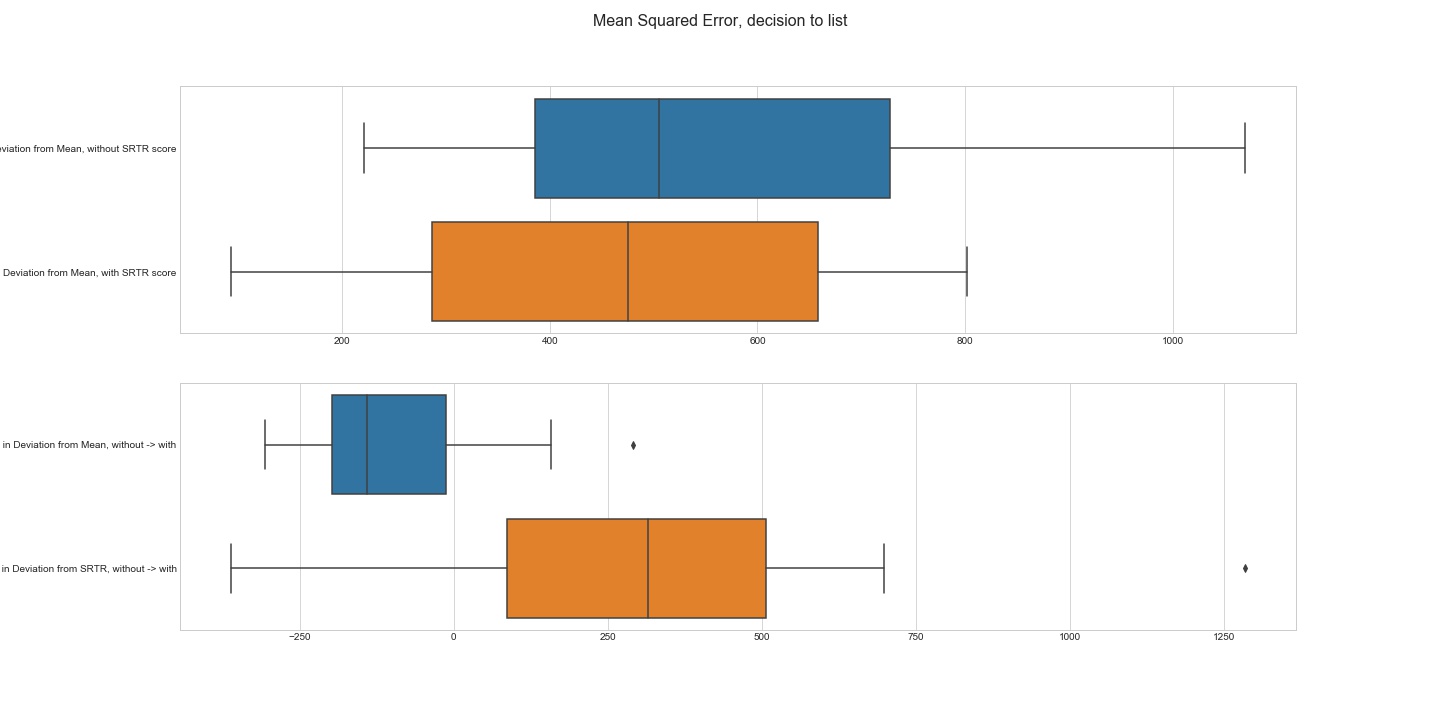 Mean Squared Error, decision to list
from Mean, without SRTR score
Deviation from Mean, with SRTR score
200 400 600 800 1000
in Deviation from Mean, without -> with
in Deviation from SRTR, without -> with
−250 0 250 500 750 1000 1250